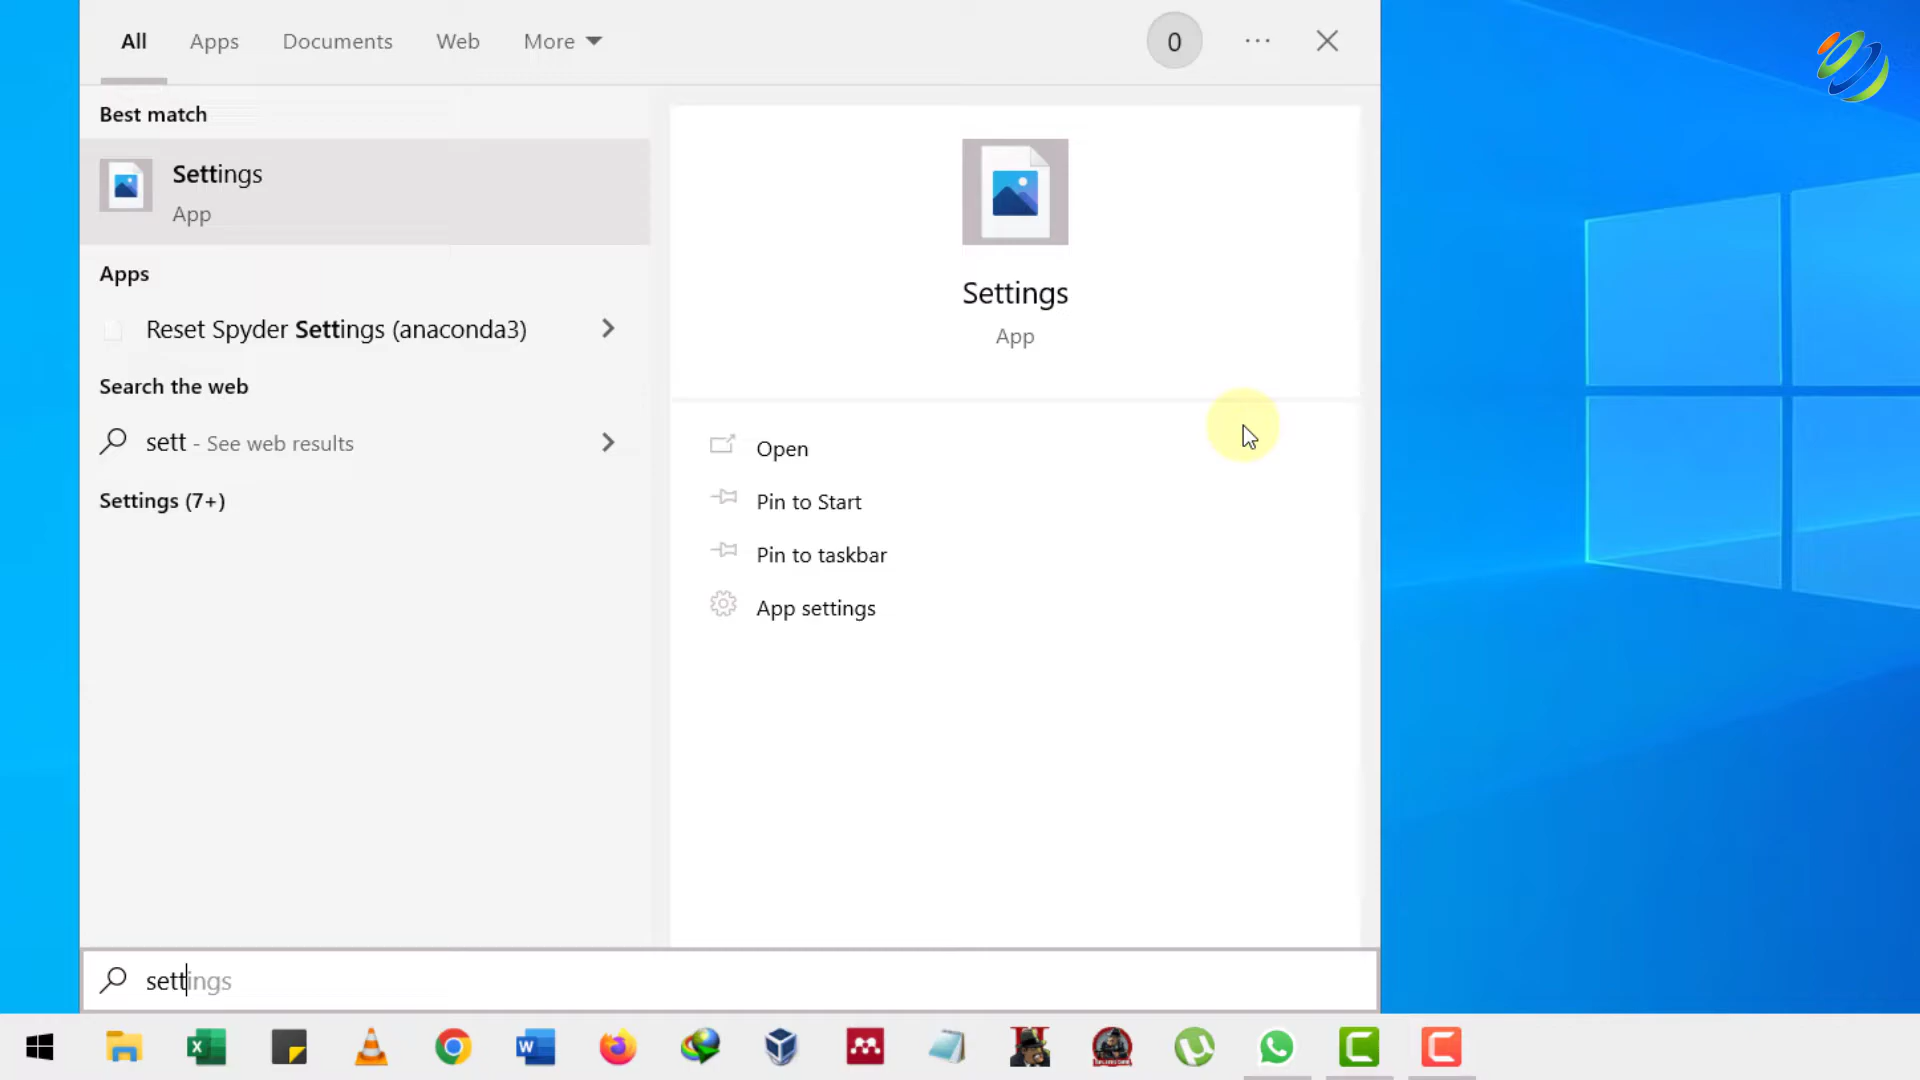 All Apps Documents Web More 0 ...
Best match
Settings
App
Apps
Reset Spyder Settings (anaconda3)
Search the web
sett - See web results
Settings (7+)
Settings
App
Open
Pin to Start
Pin to taskbar
App settings
settings